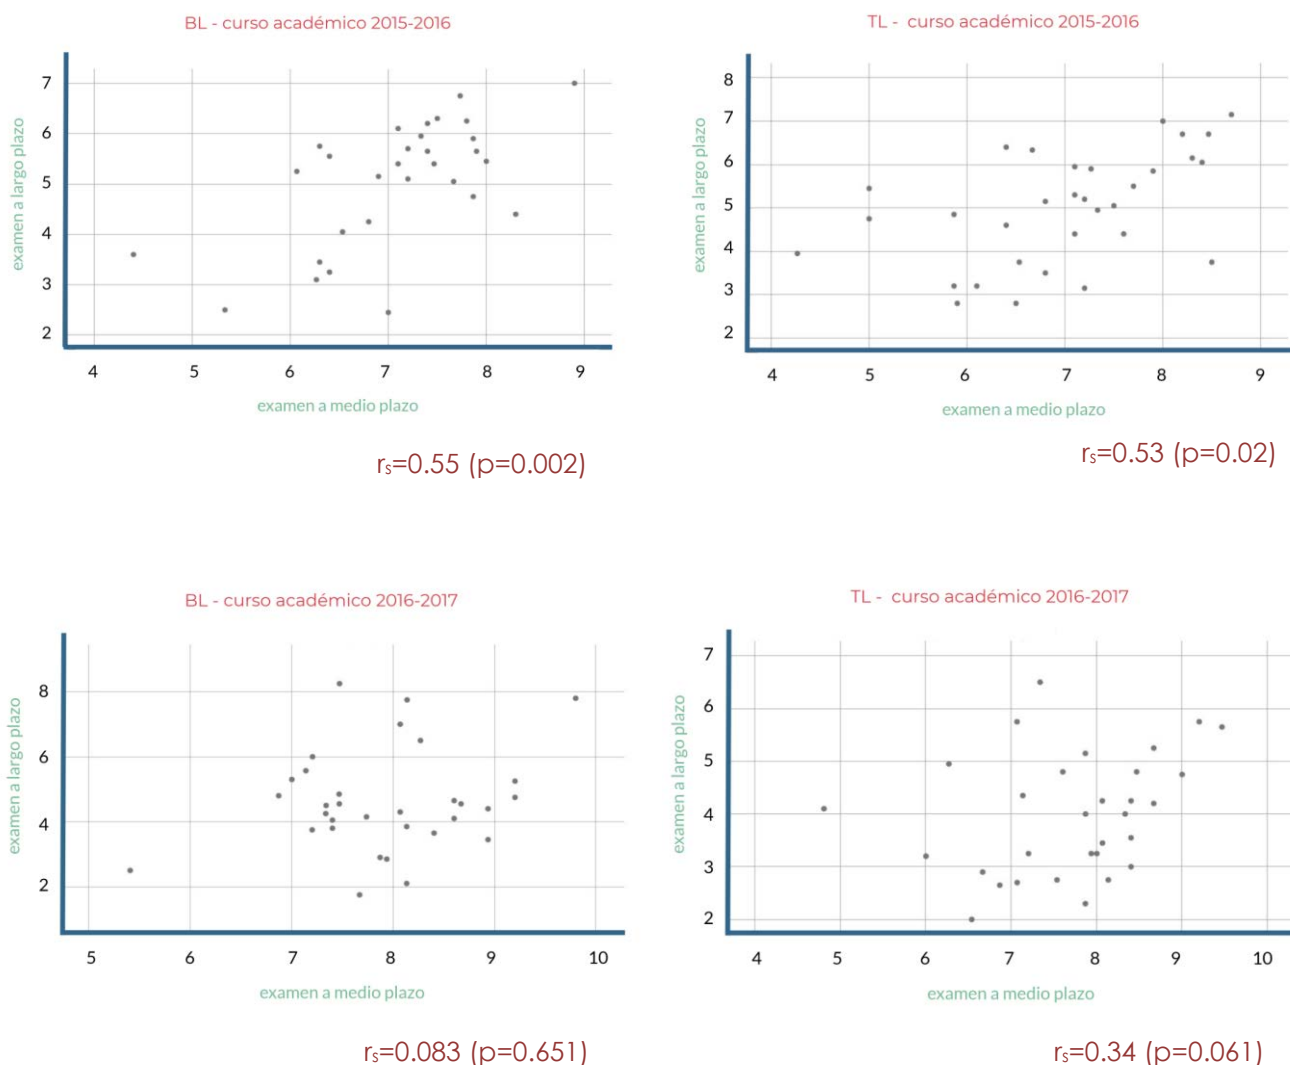 BL - curso académico 2015-2016
7
6
5
4
3
2
examen a largo plazo
4 5 6 7 8 9
examen a medio plazo
rs=0.55 (p=0.002)
TL - curso académico 2015-2016
8
7
6
5
4
3
2
examen a largo plazo
4 5 6 7 8 9
examen a medio plazo
rs=0.53 (p=0.02)
BL - curso académico 2016-2017
8
6
4
2
examen a largo plazo
5 6 7 8 9 10
examen a medio plazo
rs=0.083 (p=0.651)
TL - curso académico 2016-2017
7
6
5
4
3
2
examen a largo plazo
4 5 6 7 8 9 10
examen a medio plazo
rs=0.34 (p=0.061)